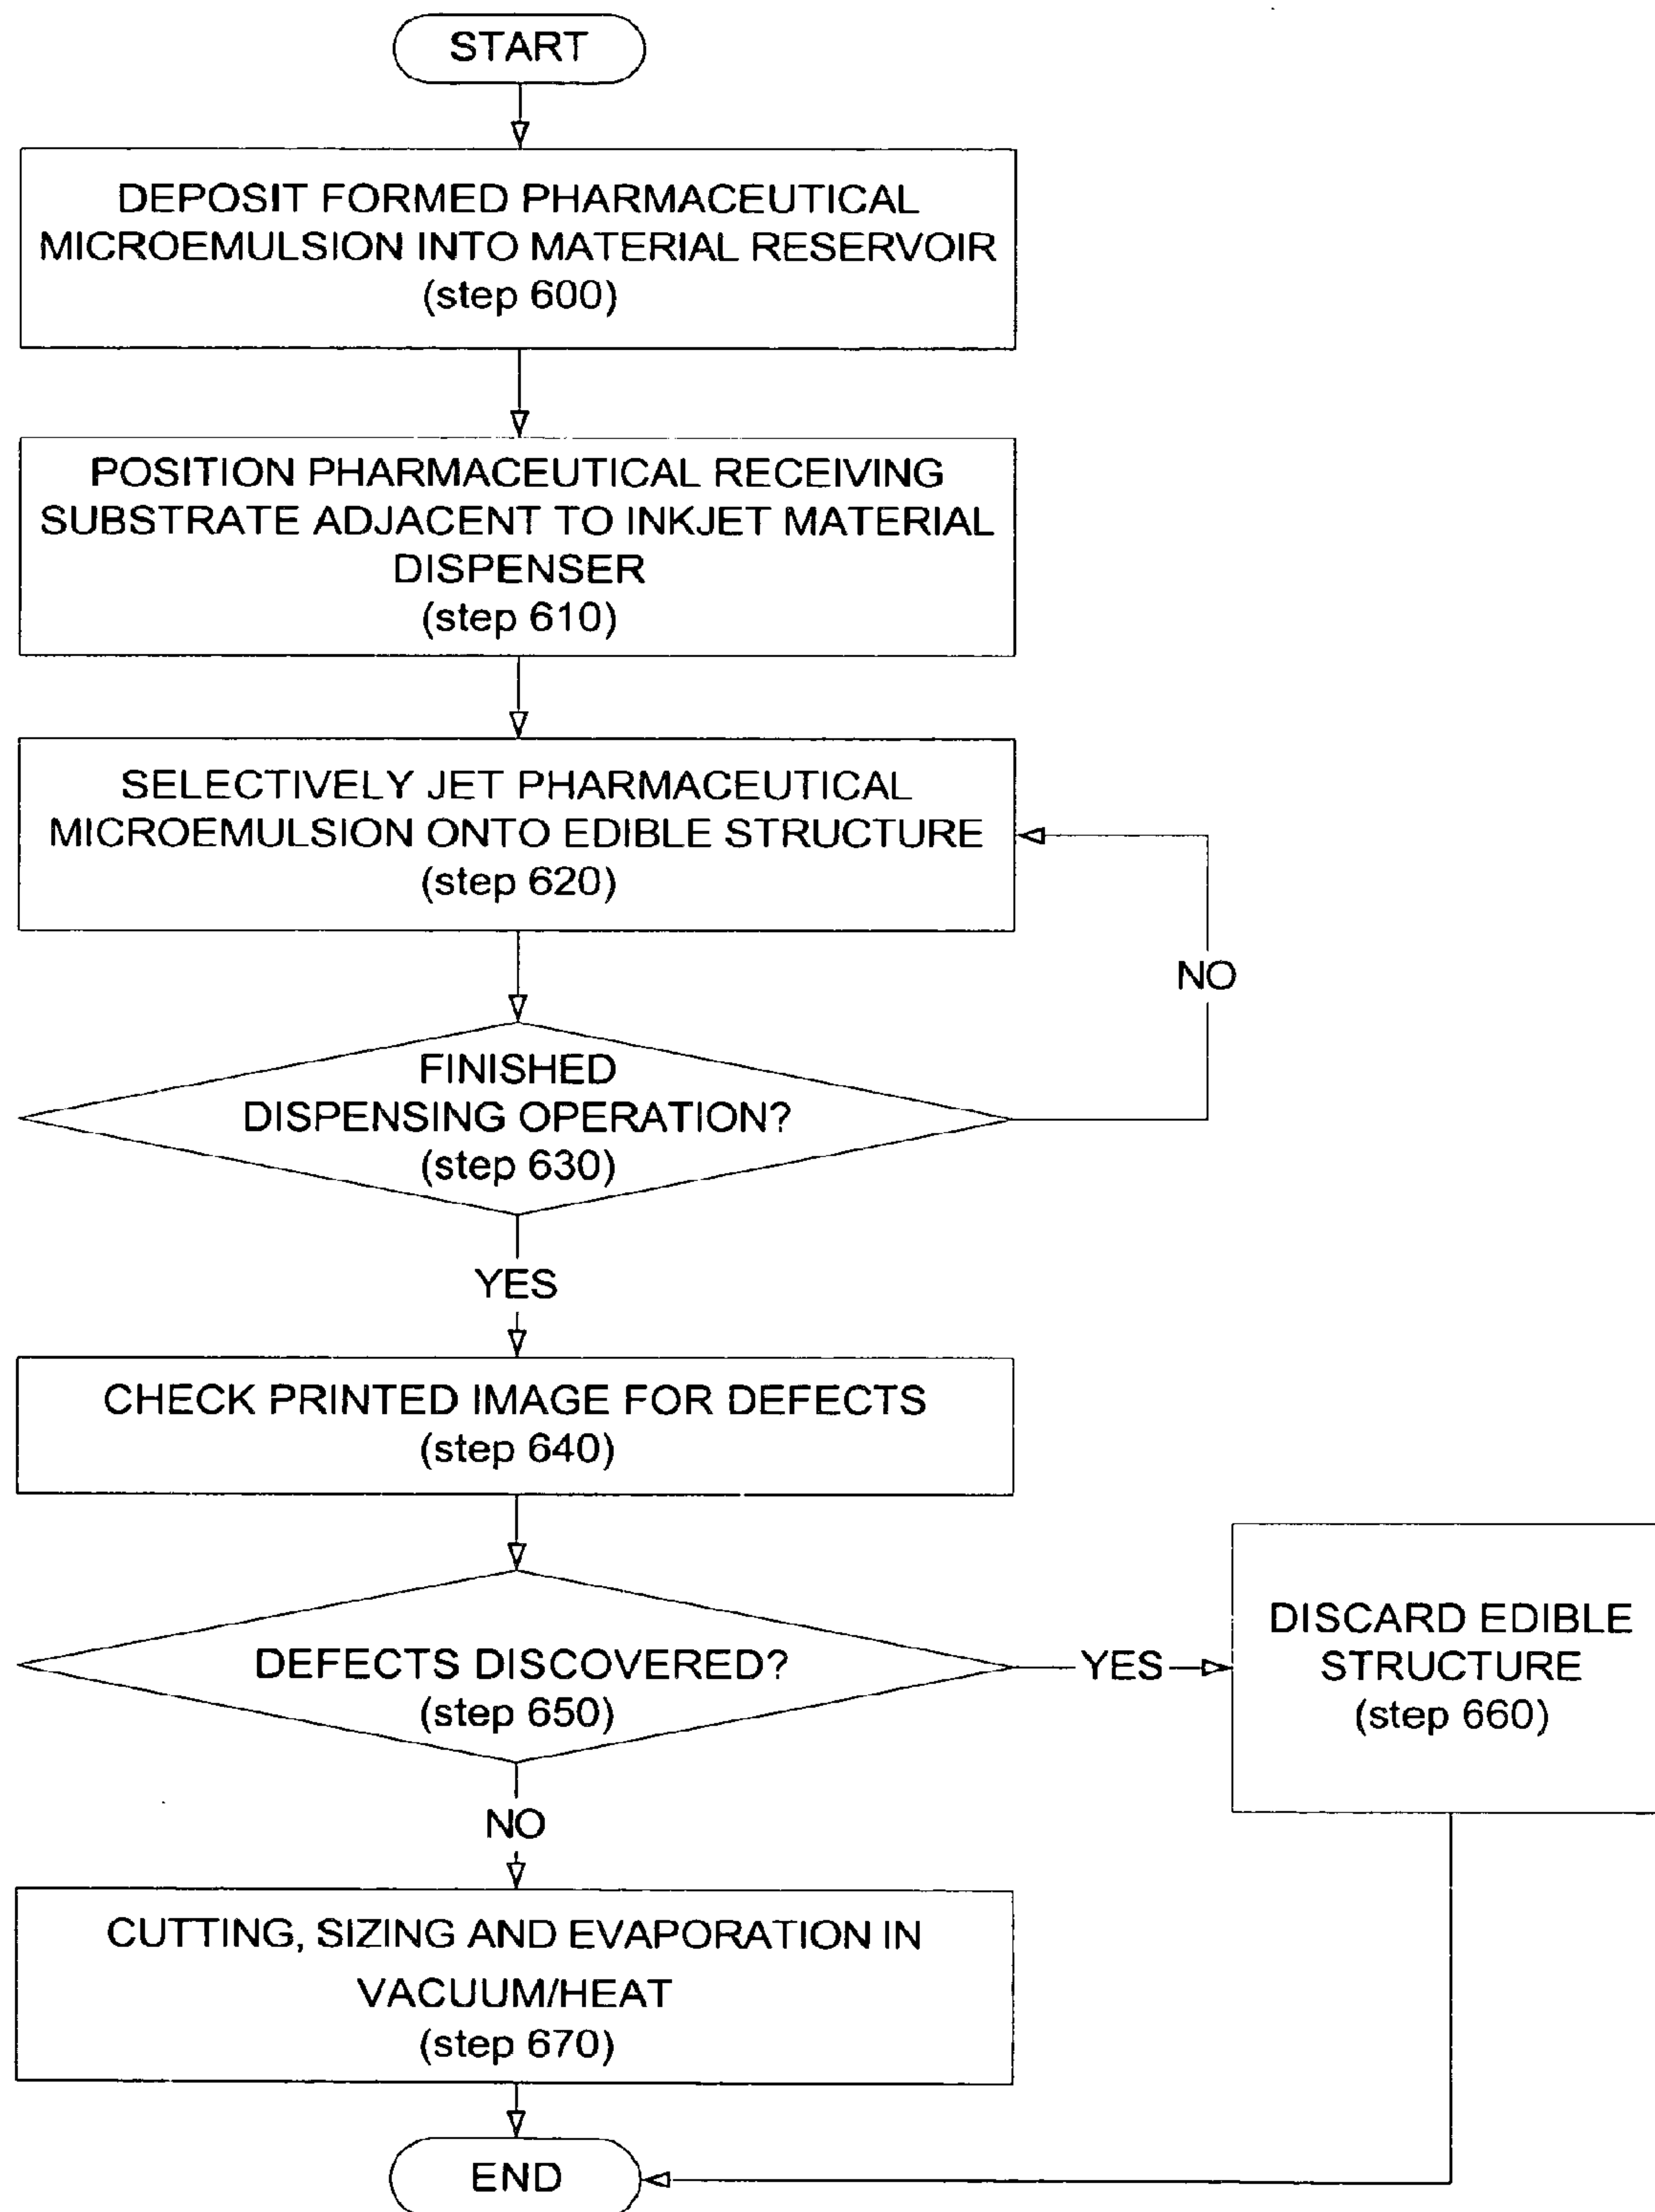 START
DEPOSIT FORMED PHARMACEUTICAL
MICROEMULSION INTO MATERIAL RESERVOIR
(step 600)
POSITION PHARMACEUTICAL RECEIVING
SUBSTRATE ADJACENT TO INKJET MATERIAL
DISPENSER
(step 610)
SELECTIVELY JET PHARMACEUTICAL
MICROEMULSION ONTO EDIBLE STRUCTURE
(step 620)
NO
FINISHED
DISPENSING OPERATION?
(step 630)
YES
CHECK PRINTED IMAGE FOR DEFECTS
(step 640)
DEFECTS DISCOVERED?
(step 650)
YES
DISCARD EDIBLE
STRUCTURE
(step 660)
NO
CUTTING, SIZING AND EVAPORATION IN
VACUUM/HEAT
(step 670)
END